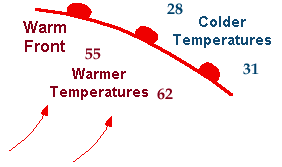 28
Colder
Temperatures
Warm
Front
55
31
Warmer
Temperatures
62